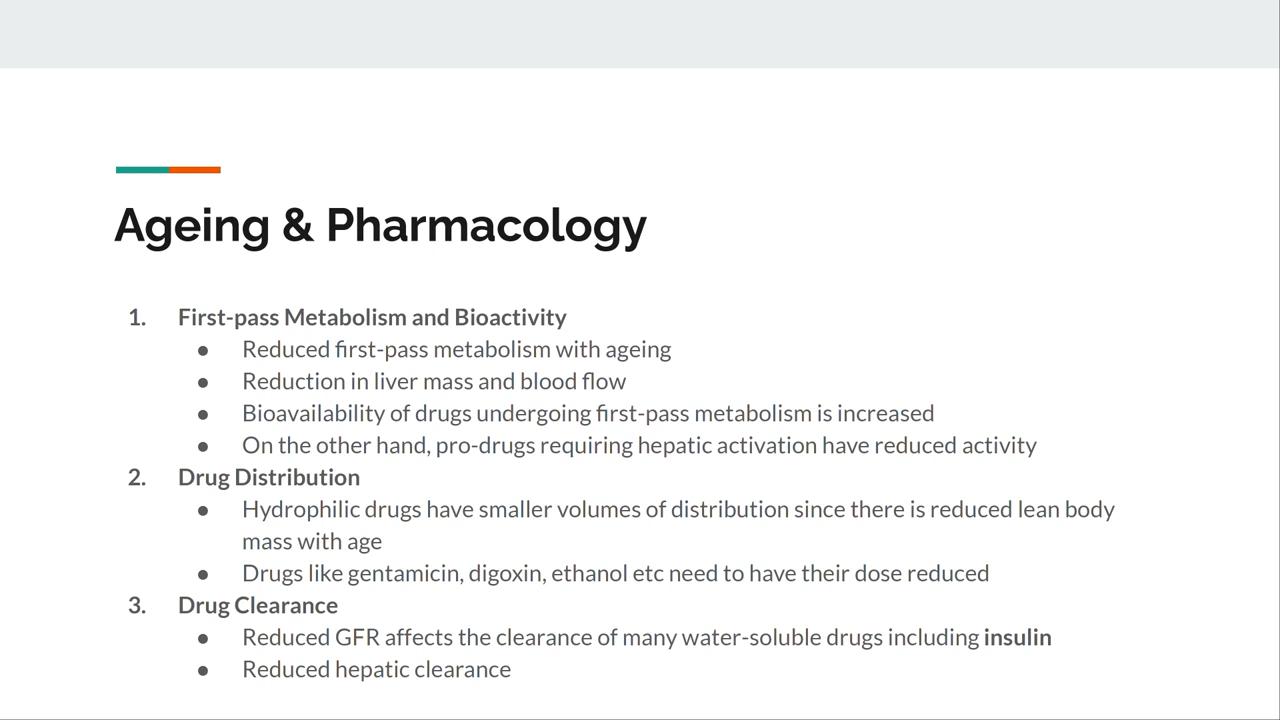 Ageing & Pharmacology
1. First-pass Metabolism and Bioactivity
● Reduced first-pass metabolism with ageing
● Reduction in liver mass and blood flow
● Bioavailability of drugs undergoing first-pass metabolism is increased
● On the other hand, pro-drugs requiring hepatic activation have reduced activity
2. Drug Distribution
● Hydrophilic drugs have smaller volumes of distribution since there is reduced lean body
mass with age
● Drugs like gentamicin, digoxin, ethanol etc need to have their dose reduced
3. Drug Clearance
● Reduced GFR affects the clearance of many water-soluble drugs including insulin
● Reduced hepatic clearance